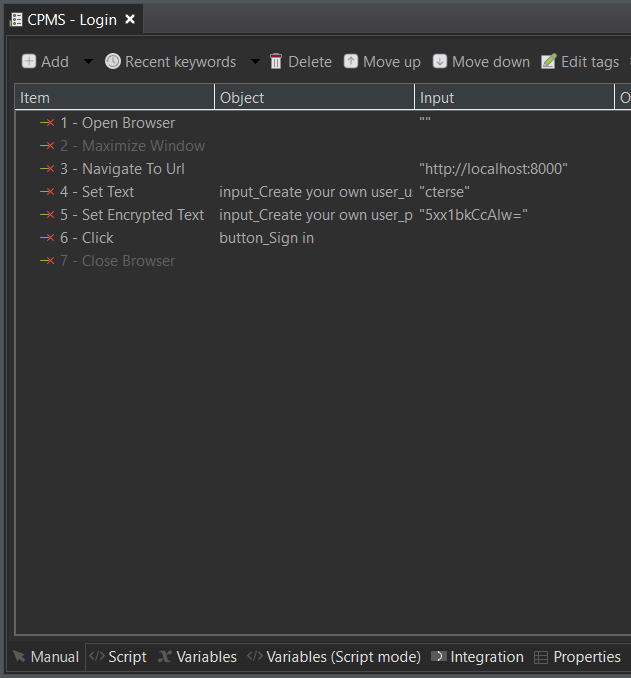 CPMS - Login ×
Add Recent keywords Delete Move up Move down Edit tags
Item Object Input O
1 - Open Browser ""
2 - Maximize Window
3 - Navigate To Url "http://localhost:8000"
4 - Set Text input_Create your own user_u "cterse"
5 - Set Encrypted Text input_Create your own user_p "5xx1bkCcAlw="
6 - Click button_Sign in
7 - Close Browser
Manual </> Script Variables </> Variables (Script mode) Integration Properties